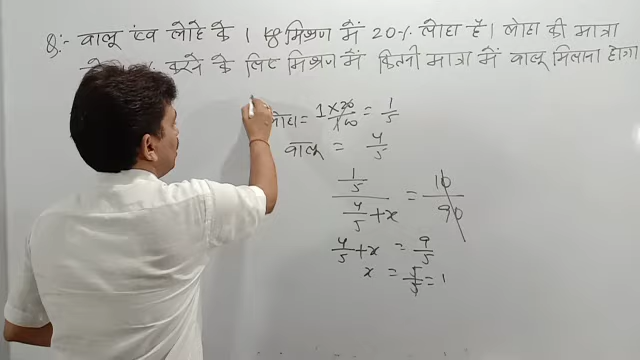 Q:- वालू एंव लोहे के 1 kg मिश्रण में 20% लोहा है। लोहा की मात्रा
करने के लिए मिश्रण में कितनी मात्रा में वालू मिलाना होगा
लोहा = 1 × 20/100 = 1/5
वालू = 4/5
(1/5)/(4/5 + x) = 10/90
4/5 + x = 9/5
x = 5/5 = 1